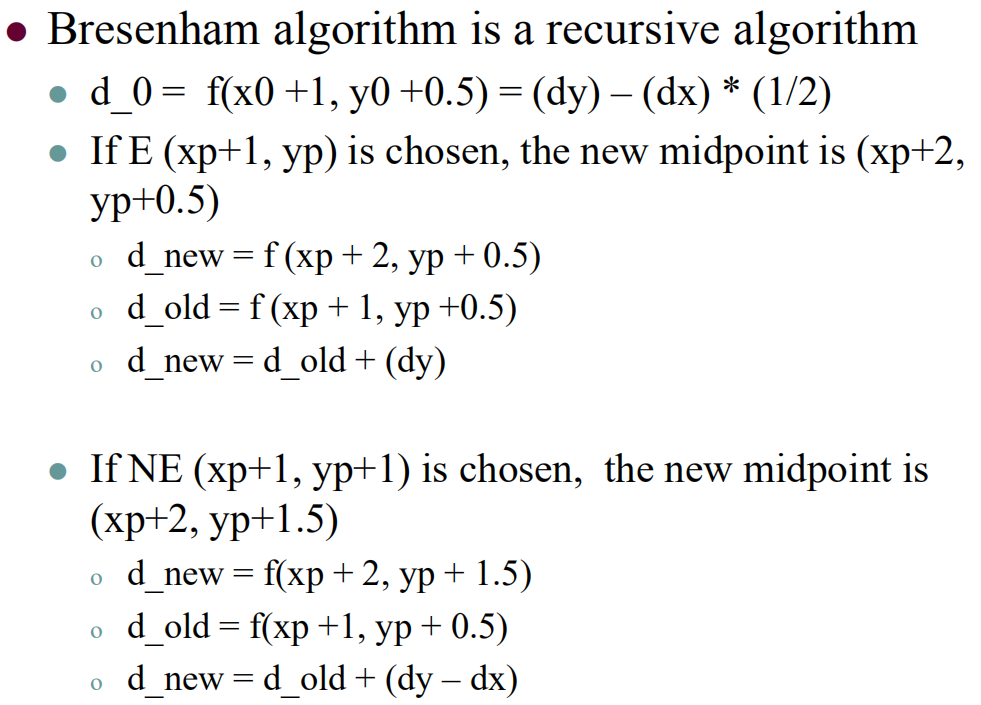 • Bresenham algorithm is a recursive algorithm
• d_0 = f(x0 +1, y0 +0.5) = (dy) – (dx) * (1/2)
• If E (xp+1, yp) is chosen, the new midpoint is (xp+2,
yp+0.5)
o d_new = f (xp + 2, yp + 0.5)
o d_old = f (xp + 1, yp +0.5)
o d_new = d_old + (dy)
• If NE (xp+1, yp+1) is chosen, the new midpoint is
(xp+2, yp+1.5)
o d_new = f(xp + 2, yp + 1.5)
o d_old = f(xp +1, yp + 0.5)
o d_new = d_old + (dy – dx)